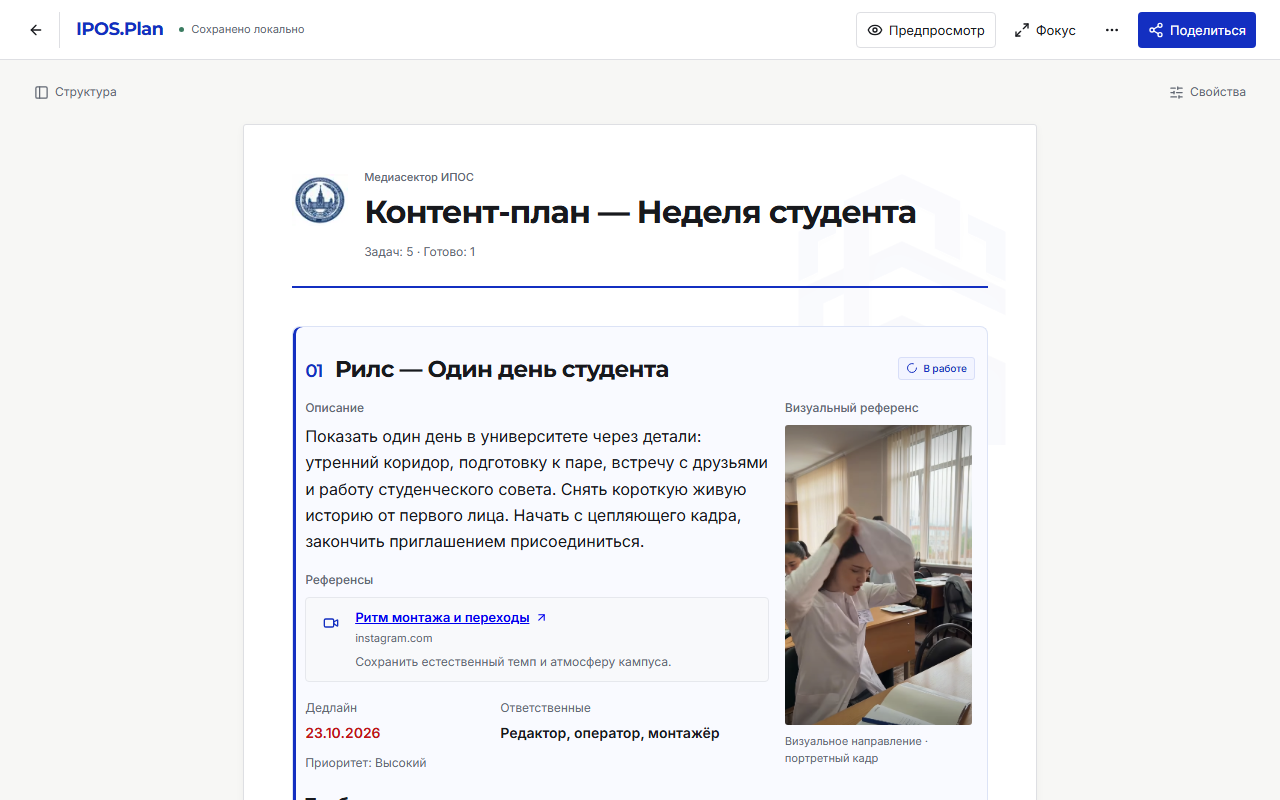 IPOS.Plan
Сохранено локально
Предпросмотр
Фокус
Поделиться
Структура
Свойства
Медиасектор ИПОС
Контент-план — Неделя студента
Задач: 5 · Готово: 1
01 Рилс — Один день студента
В работе
Описание
Показать один день в университете через детали:
утренний коридор, подготовку к паре, встречу с друзьями
и работу студенческого совета. Снять короткую живую
историю от первого лица. Начать с цепляющего кадра,
закончить приглашением присоединиться.
Визуальный референс
Референсы
Ритм монтажа и переходы
instagram.com
Сохранить естественный темп и атмосферу кампуса.
Дедлайн
23.10.2026
Ответственные
Редактор, оператор, монтажёр
Приоритет: Высокий
Визуальное направление ·
портретный кадр